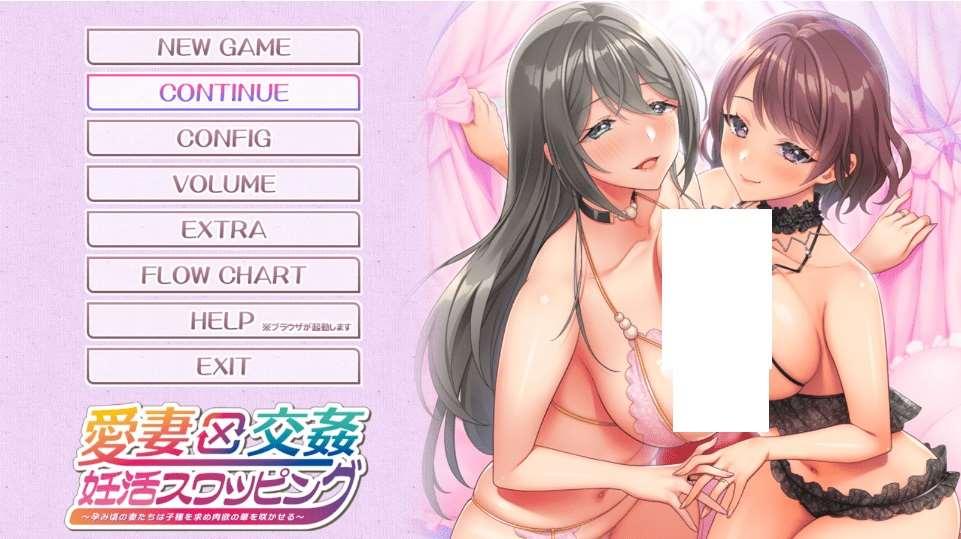 NEW GAME
CONTINUE
CONFIG
VOLUME
EXTRA
FLOW CHART
HELP ※ブラウザが起動します
EXIT
愛妻交姦
妊活スワッピング
～孕み頃の妻たちは子種を求め肉欲の華を咲かせる～